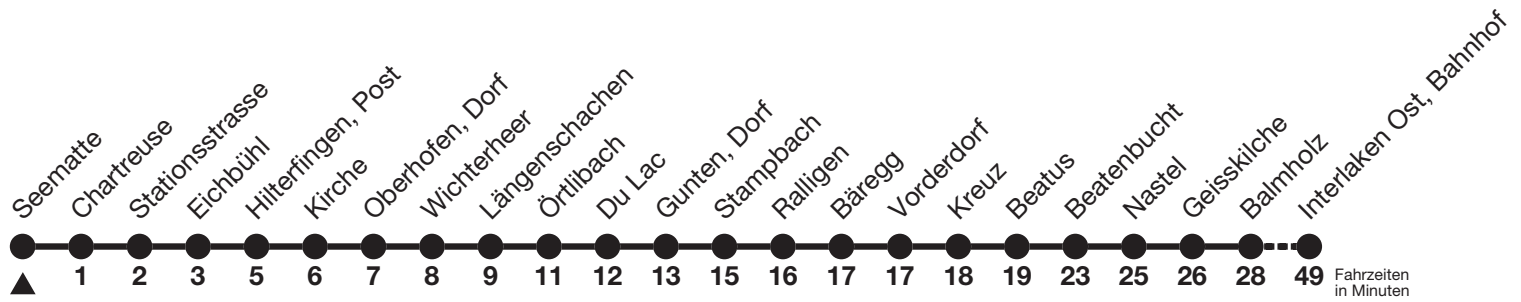 Seematte
Chartreuse
Stationsstrasse
Eichbühl
Hilterfingen, Post
Kirche
Oberhofen, Dorf
Wichterheer
Längenschachen
Örtlibach
Du Lac
Gunten, Dorf
Stampbach
Ralligen
Bäregg
Vorderdorf
Kreuz
Beatus
Beatenbucht
Nastel
Geisskilche
Balmholz
Interlaken Ost, Bahnhof
1 2 3 5 6 7 8 9 11 12 13 15 16 17 17 18 19 23 25 26 28 49
Fahrzeiten
in Minuten